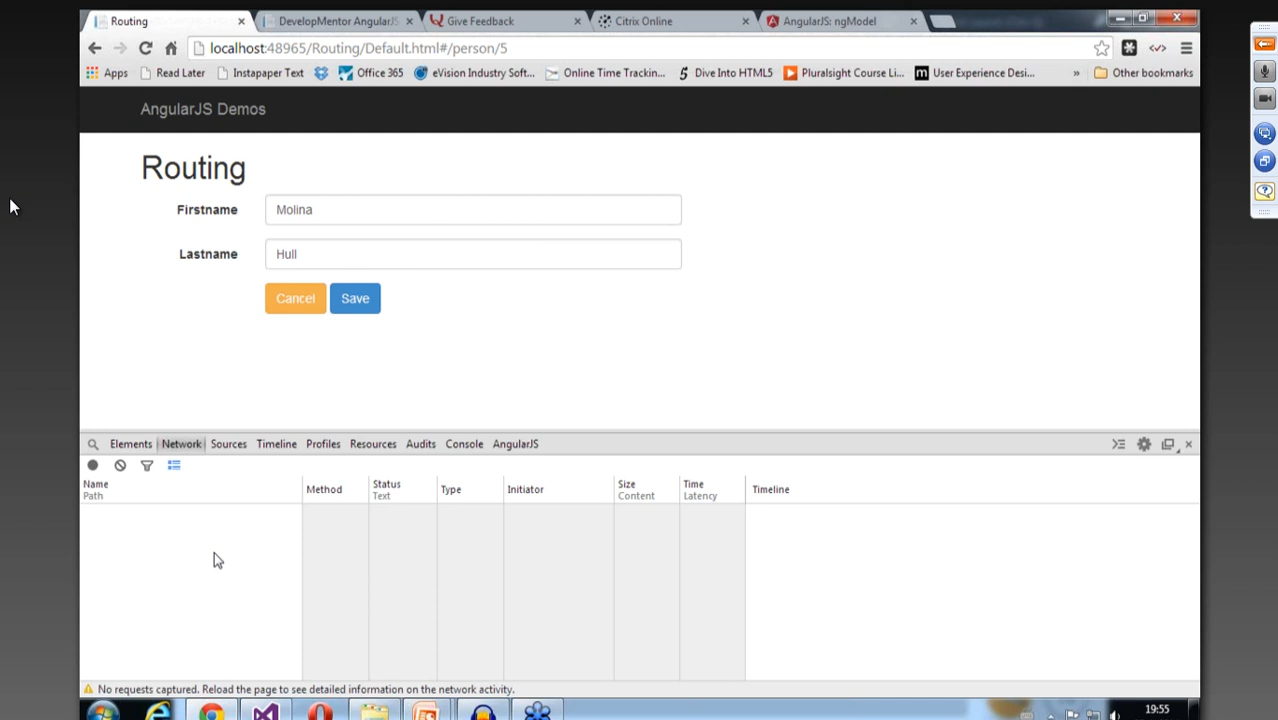 Routing
DevelopMentor AngularJS
Give Feedback
Citrix Online
AngularJS: ngModel
localhost:48965/Routing/Default.html#/person/5
Apps Read Later Instapaper Text Office 365 eVision Industry Soft... Online Time Trackin... Dive Into HTML5 Pluralsight Course Li... User Experience Desi... » Other bookmarks
AngularJS Demos
Routing
Firstname Molina
Lastname Hull
Cancel Save
Elements Network Sources Timeline Profiles Resources Audits Console AngularJS
Name Method Status Type Initiator Size Time Timeline
Path Text Content Latency
No requests captured. Reload the page to see detailed information on the network activity.
19:55